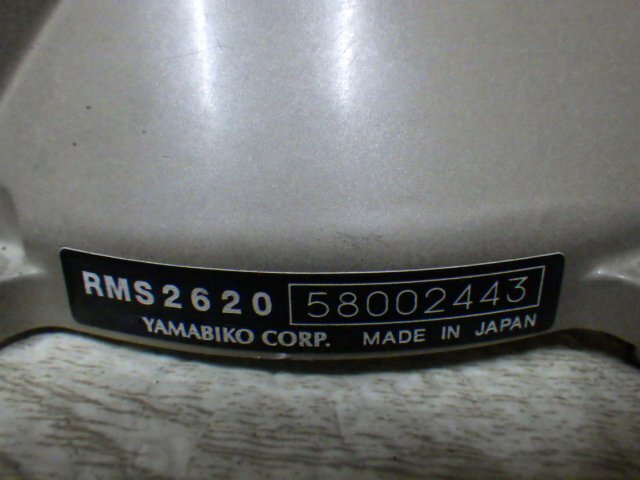 RMS2620 58002443
YAMABIKO CORP. MADE IN JAPAN